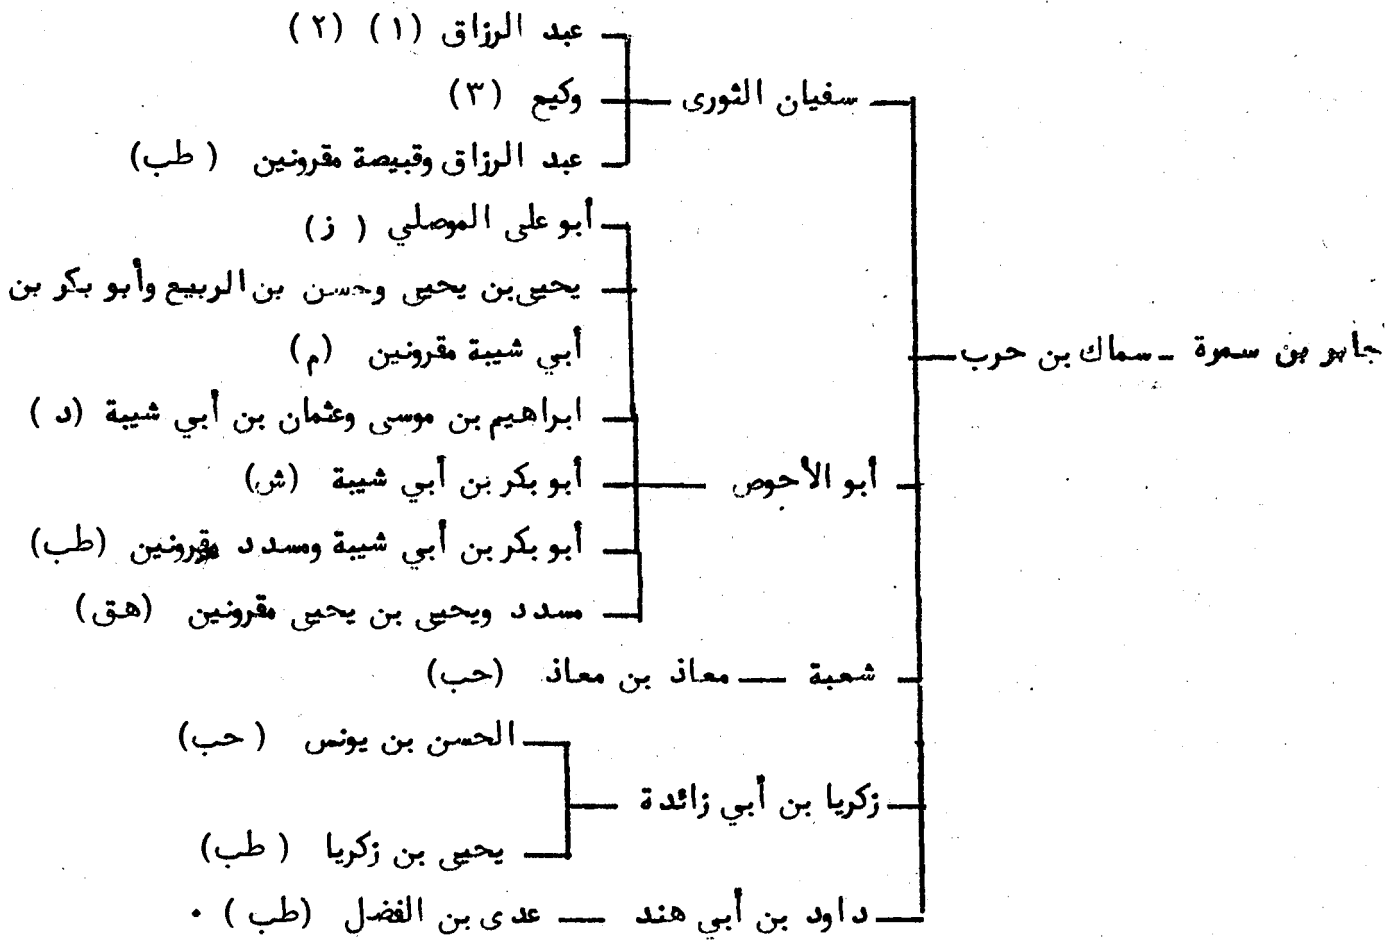 عبد الرزاق (١) (٢)
سفيان الثورى وكيع (٣)
عبد الرزاق وقبيصة مقرونين (طب)
أبو على الموصلي (ز)
يحيى بن يحيى وحسن بن الربيع وأبو بكر بن
جابر بن سمرة - سماك بن حرب أبي شيبة مقرونين (م)
ابراهيم بن موسى وعثمان بن أبي شيبة (د)
أبو الأحوص أبو بكر بن أبي شيبة (ش)
أبو بكر بن أبي شيبة ومسدد مقرونين (طب)
مسدد ويحيى بن يحيى مقرونين (هق)
شعبة معاذ بن معاذ (حب)
الحسن بن يونس (حب)
زكريا بن أبي زائدة
يحيى بن زكريا (طب)
داود بن أبي هند عدى بن الفضل (طب) .